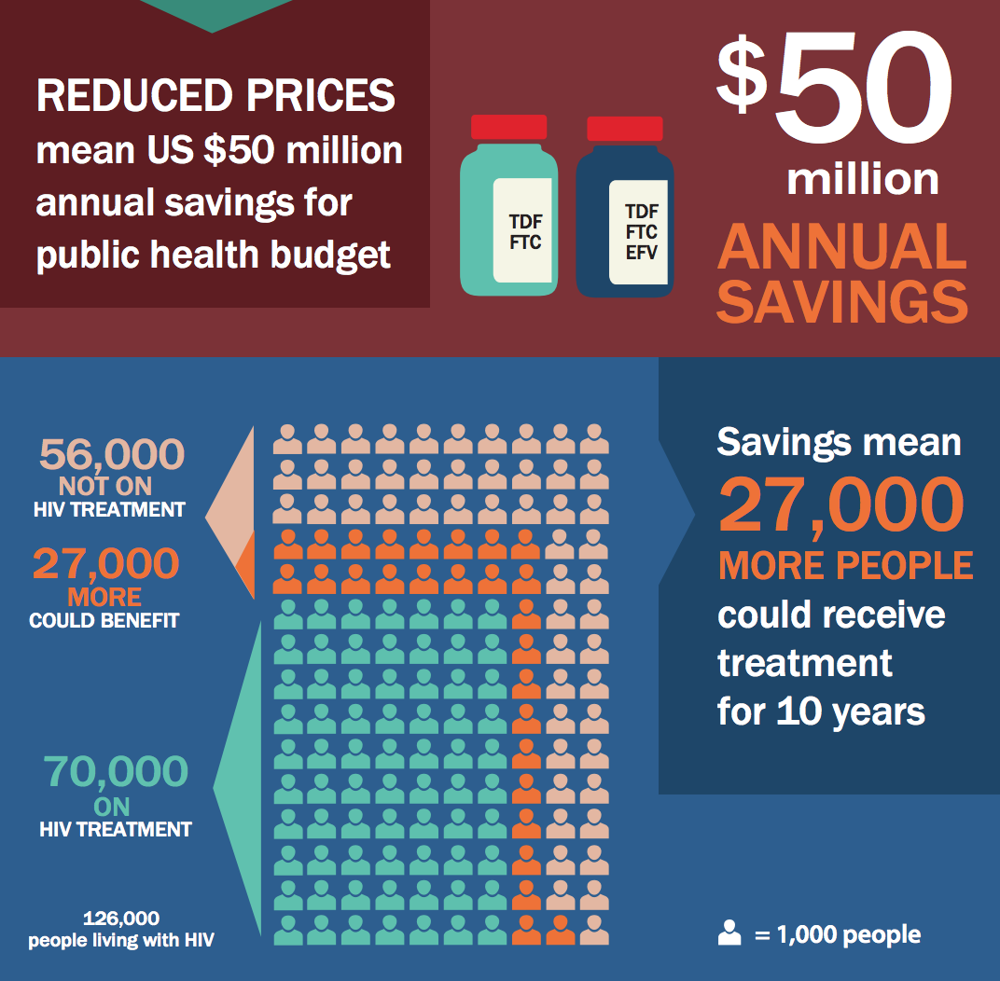 REDUCED PRICES
mean US $50 million
annual savings for
public health budget
TDF
FTC
TDF
FTC
EFV
$50
million
ANNUAL
SAVINGS
56,000
NOT ON
HIV TREATMENT
27,000
MORE
COULD BENEFIT
70,000
ON
HIV TREATMENT
126,000
people living with HIV
Savings mean
27,000
MORE PEOPLE
could receive
treatment
for 10 years
= 1,000 people